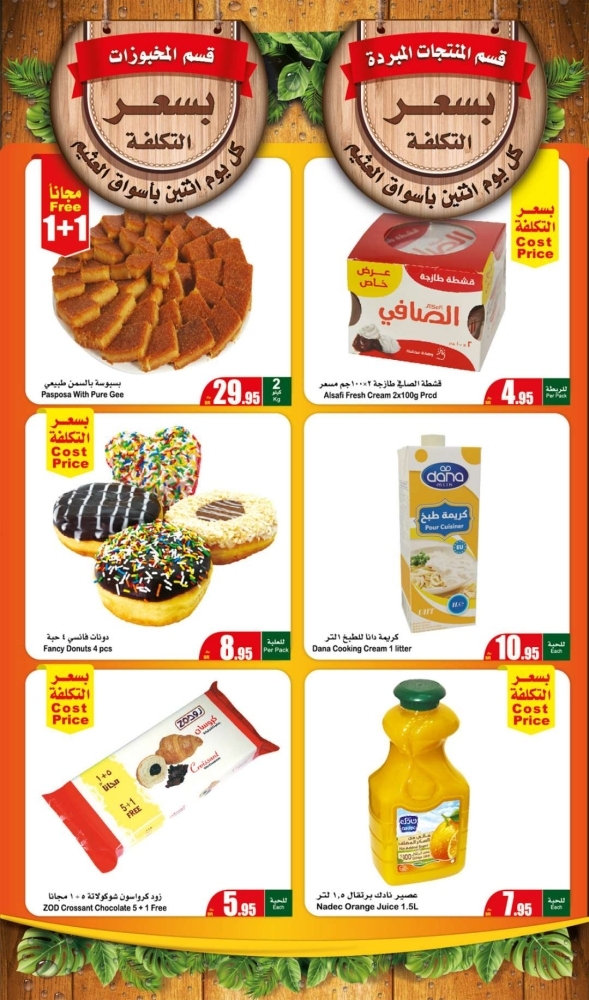 قسم المخبوزات
بسعر
التكلفة
كل يوم اثنين بأسواق العثيم
قسم المنتجات المبردة
بسعر
التكلفة
كل يوم اثنين بأسواق العثيم
مجاناً
Free
1+1
بسبوسة بالسمن طبيعي
Pasposa With Pure Gee
29.95
2
كيلو
Kg
بسعر
التكلفة
Cost
Price
عرض
خاص
قشطة طازجة
الصافي
قشطة الصافي طازجة ٢×١٠٠جم مسعر
Alsafi Fresh Cream 2x100g Prcd
4.95
للربطة
Per Pack
بسعر
التكلفة
Cost
Price
دونات فانسي ٤ حبة
Fancy Donuts 4 pcs
8.95
للعلبة
Per Pack
dana
كريمة طبخ
Pour Cuisiner
كريمة دانا للطبخ ١لتر
Dana Cooking Cream 1 litter
10.95
للحبة
Each
بسعر
التكلفة
Cost
Price
ZOD زود
كرواسان
Croissant
٥+١
مجاناً
5+1
FREE
زود كرواسون شوكولاتة ٥+١ مجانا
ZOD Crossant Chocolate 5 + 1 Free
5.95
للحبة
Each
بسعر
التكلفة
Cost
Price
نادك
nadec
عصير نادك برتقال ١,٥ لتر
Nadec Orange Juice 1.5L
7.95
للحبة
Each